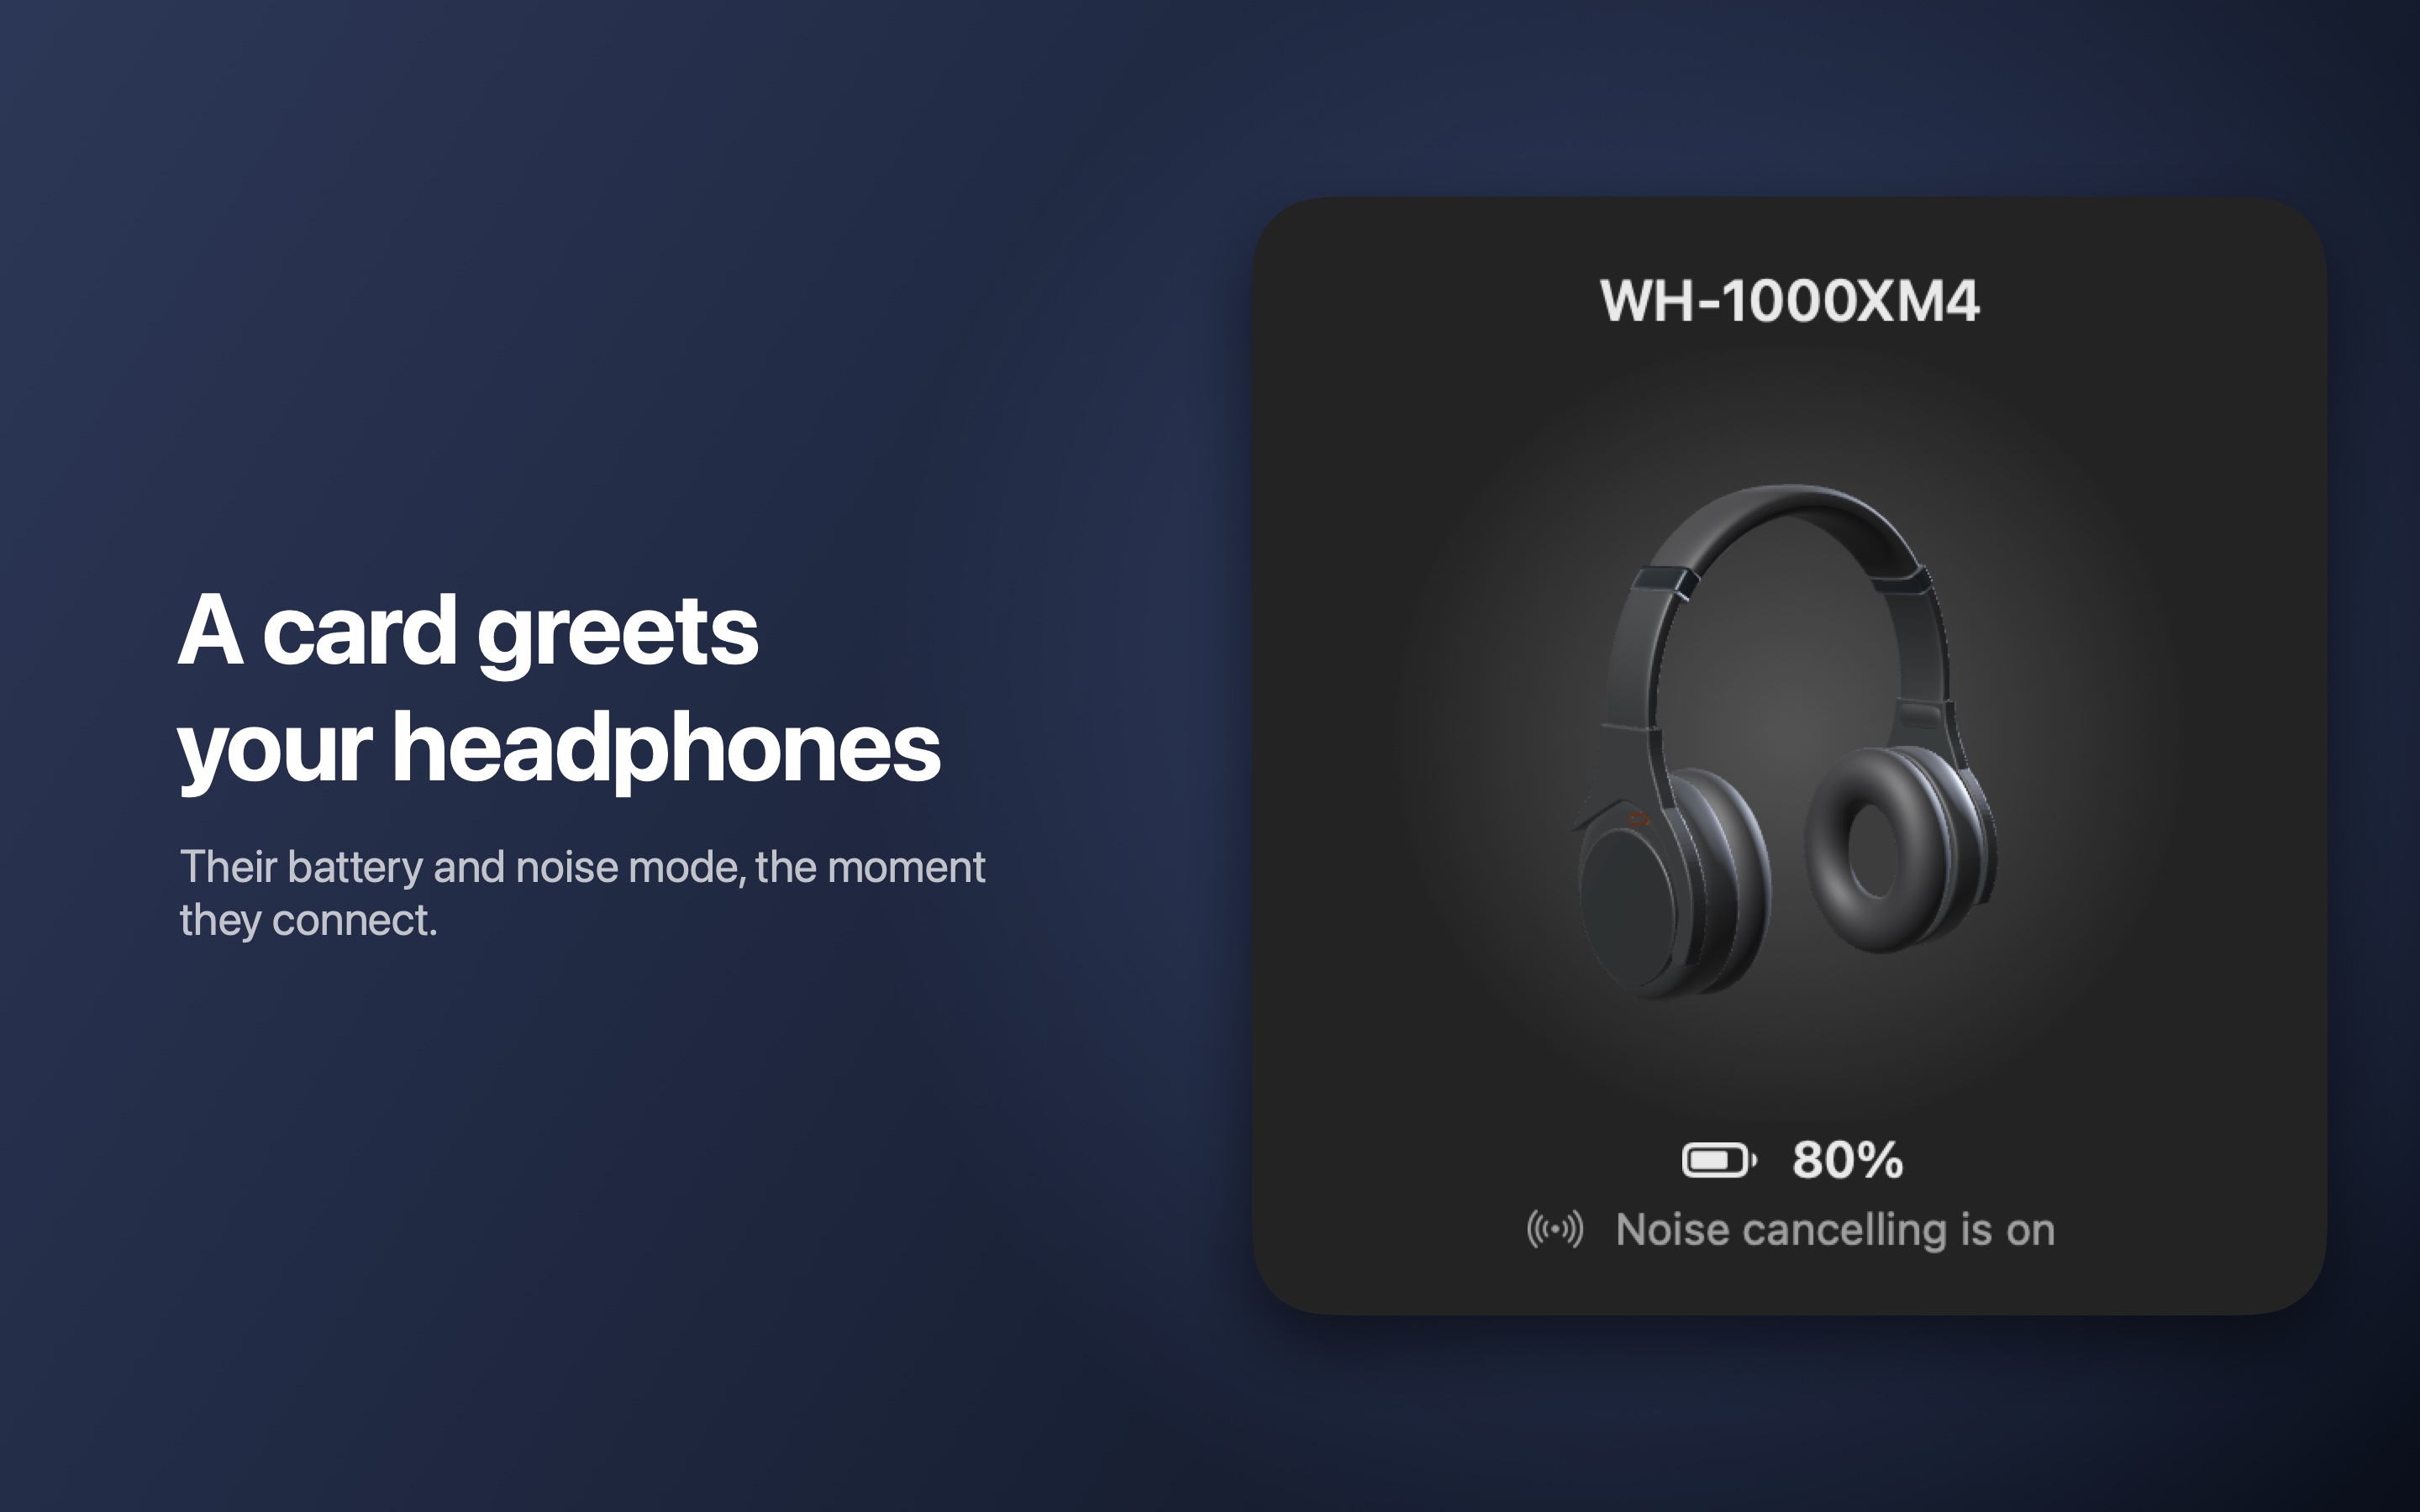 A card greets
your headphones
Their battery and noise mode, the moment
they connect.
WH-1000XM4
80%
Noise cancelling is on